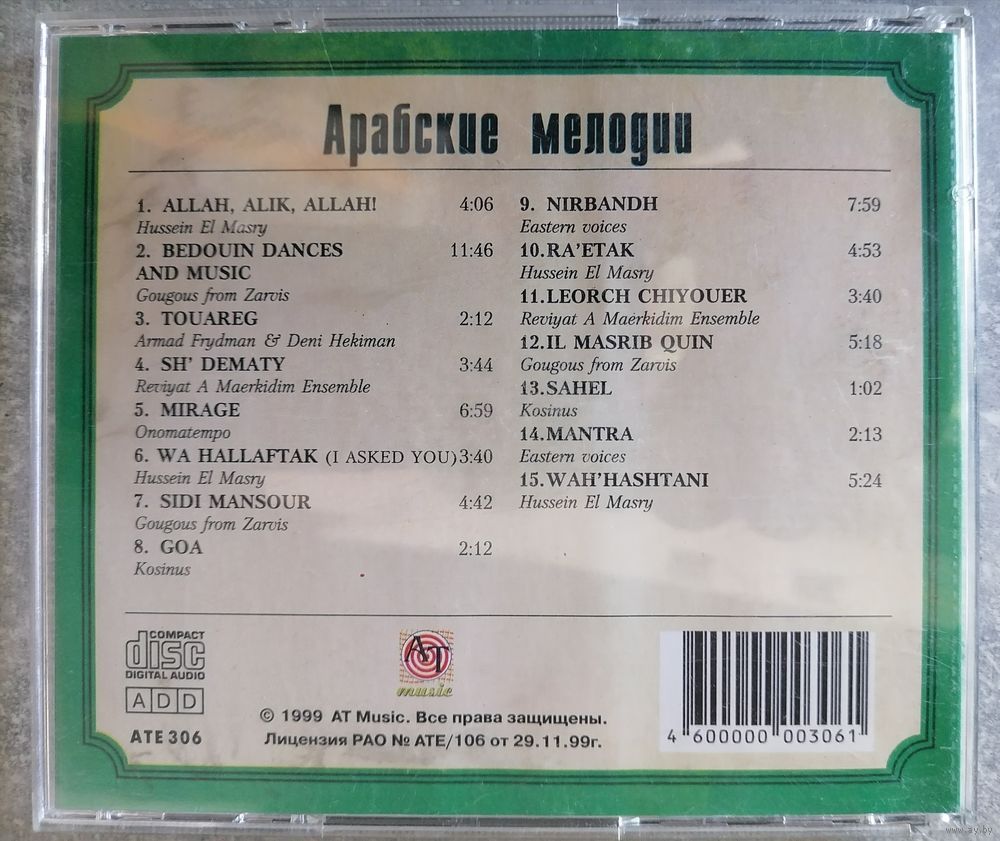 Арабские мелодии
1. ALLAH, ALIK, ALLAH! 4:06
Hussein El Masry
2. BEDOUIN DANCES 11:46
AND MUSIC
Gougous from Zarvis
3. TOUAREG 2:12
Armad Frydman & Deni Hekiman
4. SH' DEMATY 3:44
Reviyat A Maerkidim Ensemble
5. MIRAGE 6:59
Onomatempo
6. WA HALLAFTAK (I ASKED YOU) 3:40
Hussein El Masry
7. SIDI MANSOUR 4:42
Gougous from Zarvis
8. GOA 2:12
Kosinus
9. NIRBANDH 7:59
Eastern voices
10. RA'ETAK 4:53
Hussein El Masry
11. LEORCH CHIYOUER 3:40
Reviyat A Maerkidim Ensemble
12. IL MASRIB QUIN 5:18
Gougous from Zarvis
13. SAHEL 1:02
Kosinus
14. MANTRA 2:13
Eastern voices
15. WAH'HASHTANI 5:24
Hussein El Masry
COMPACT
disc
DIGITAL AUDIO
ADD
ATE 306
AT
music
© 1999 AT Music. Все права защищены.
Лицензия РАО № ATE/106 от 29.11.99г.
4 600000 003061
www.ay.by